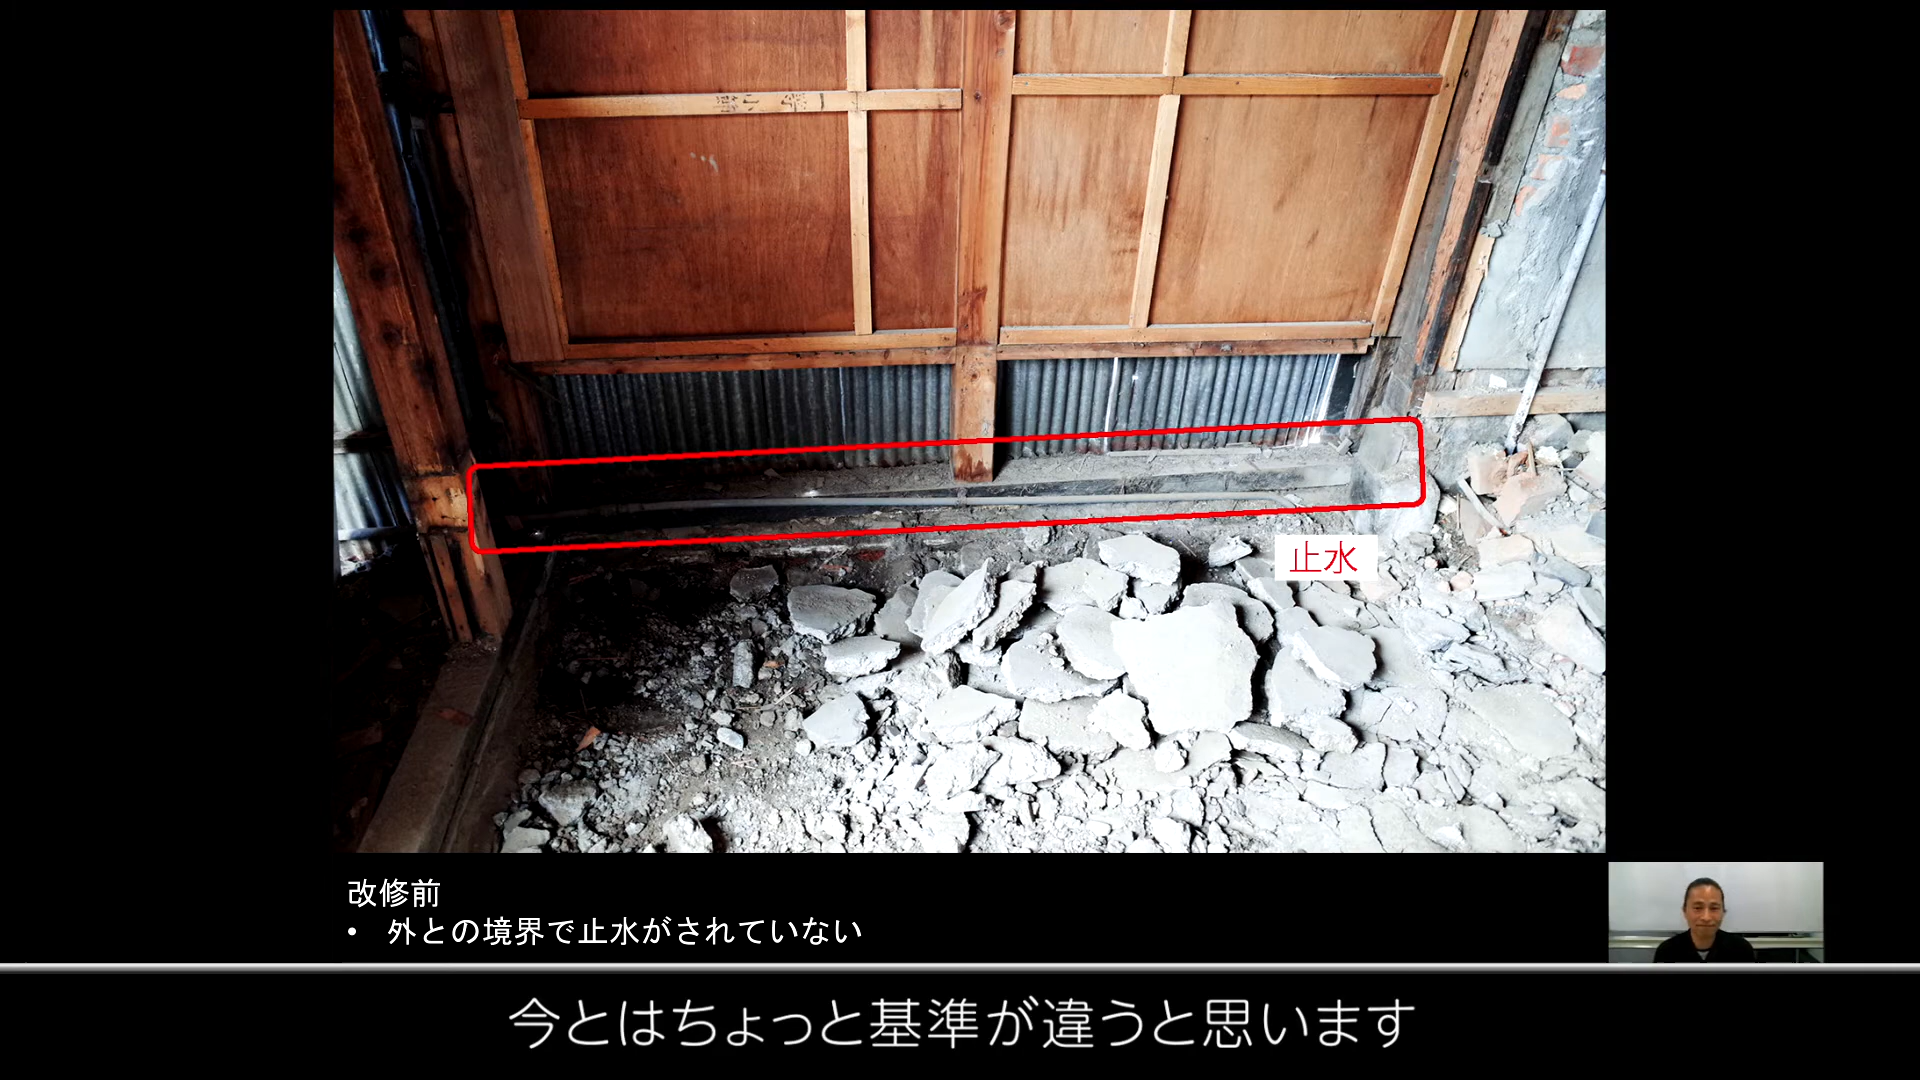 止水
改修前
• 外との境界で止水がされていない
今とはちょっと基準が違うと思います